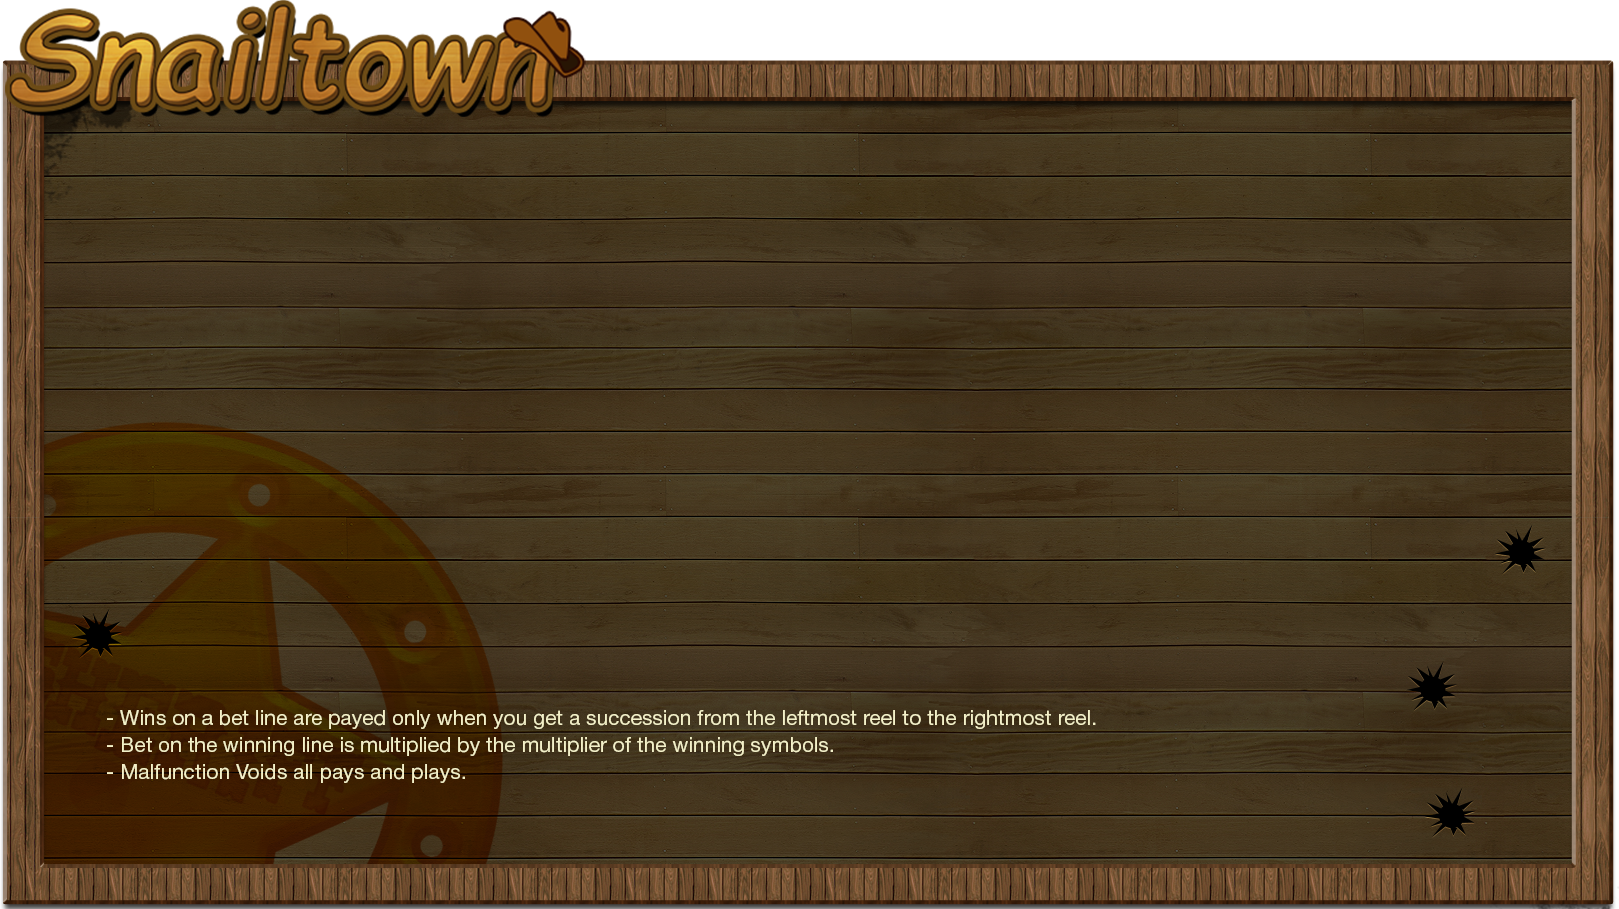 Snailtown
- Wins on a bet line are payed only when you get a succession from the leftmost reel to the rightmost reel.
- Bet on the winning line is multiplied by the multiplier of the winning symbols.
- Malfunction Voids all pays and plays.